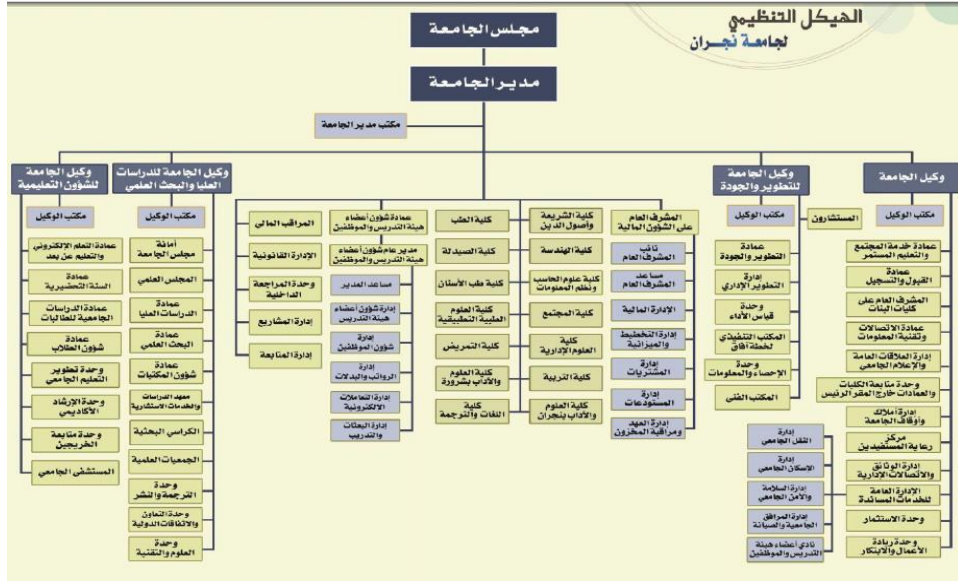 الهيكل التنظيمي
لجامعة نجران
مجلس الجامعة
مدير الجامعة
مكتب مدير الجامعة
وكيل الجامعة
مكتب الوكيل
عمادة خدمة المجتمع
والتعليم المستمر
عمادة
القبول والتسجيل
المشرف العام على
كليات البنات
عمادة الاتصالات
وتقنية المعلومات
إدارة العلاقات العامة
والإعلام الجامعي
وحدة متابعة الكليات
والعمادات خارج المقر الرئيس
إدارة أملاك
وأوقاف الجامعة
مركز
رعاية المستفيدين
إدارة الوثائق
والاتصالات الإدارية
الإدارة العامة
للخدمات المساندة
وحدة الاستثمار
وحدة ريادة
الأعمال والابتكار
إدارة
النقل الجامعي
إدارة
الإسكان الجامعي
إدارة السلامة
والأمن الجامعي
إدارة المرافق
الجامعية والصيانة
نادي أعضاء هيئة
التدريس والموظفين
وكيل الجامعة
للتطوير والجودة
المستشارون
مكتب الوكيل
عمادة
التطوير والجودة
إدارة
التطوير الإداري
وحدة
قياس الأداء
المكتب التنفيذي
لخطة آفاق
وحدة
الإحصاء والمعلومات
المكتب الفني
المشرف العام
على الشؤون المالية
نائب
المشرف العام
مساعد
المشرف العام
الإدارة المالية
إدارة التخطيط
والميزانية
إدارة
المشتريات
إدارة
المستودعات
إدارة العهد
ومراقبة المخزون
كلية الشريعة
وأصول الدين
كلية الهندسة
كلية علوم الحاسب
ونظم المعلومات
كلية المجتمع
كلية
العلوم الإدارية
كلية التربية
كلية العلوم
والآداب بنجران
كلية الطب
كلية الصيدلة
كلية طب الأسنان
كلية العلوم
الطبية التطبيقية
كلية التمريض
كلية العلوم
والآداب بشرورة
كلية
اللغات والترجمة
عمادة شؤون أعضاء
هيئة التدريس والموظفين
مدير عام شؤون أعضاء
هيئة التدريس والموظفين
مساعد المدير
إدارة شؤون أعضاء
هيئة التدريس
إدارة
شؤون الموظفين
إدارة
الرواتب والبدلات
إدارة التعاملات
الالكترونية
إدارة البعثات
والتدريب
المراقب المالي
الإدارة القانونية
وحدة المراجعة
الداخلية
إدارة المشاريع
إدارة المتابعة
وكيل الجامعة للدراسات
العليا والبحث العلمي
مكتب الوكيل
أمانة
مجلس الجامعة
المجلس العلمي
عمادة
الدراسات العليا
عمادة
البحث العلمي
عمادة
شؤون المكتبات
معهد الدراسات
والخدمات الاستشارية
الكراسي البحثية
الجمعيات العلمية
وحدة
الترجمة والنشر
وحدة التعاون
والاتفاقات الدولية
وحدة
العلوم والتقنية
وكيل الجامعة
للشؤون التعليمية
مكتب الوكيل
عمادة التعلم الإلكتروني
والتعليم عن بعد
عمادة
السنة التحضيرية
عمادة الدراسات
الجامعية للطالبات
عمادة
شؤون الطلاب
وحدة تطوير
التعليم الجامعي
وحدة الإرشاد
الأكاديمي
وحدة متابعة
الخريجين
المستشفى الجامعي